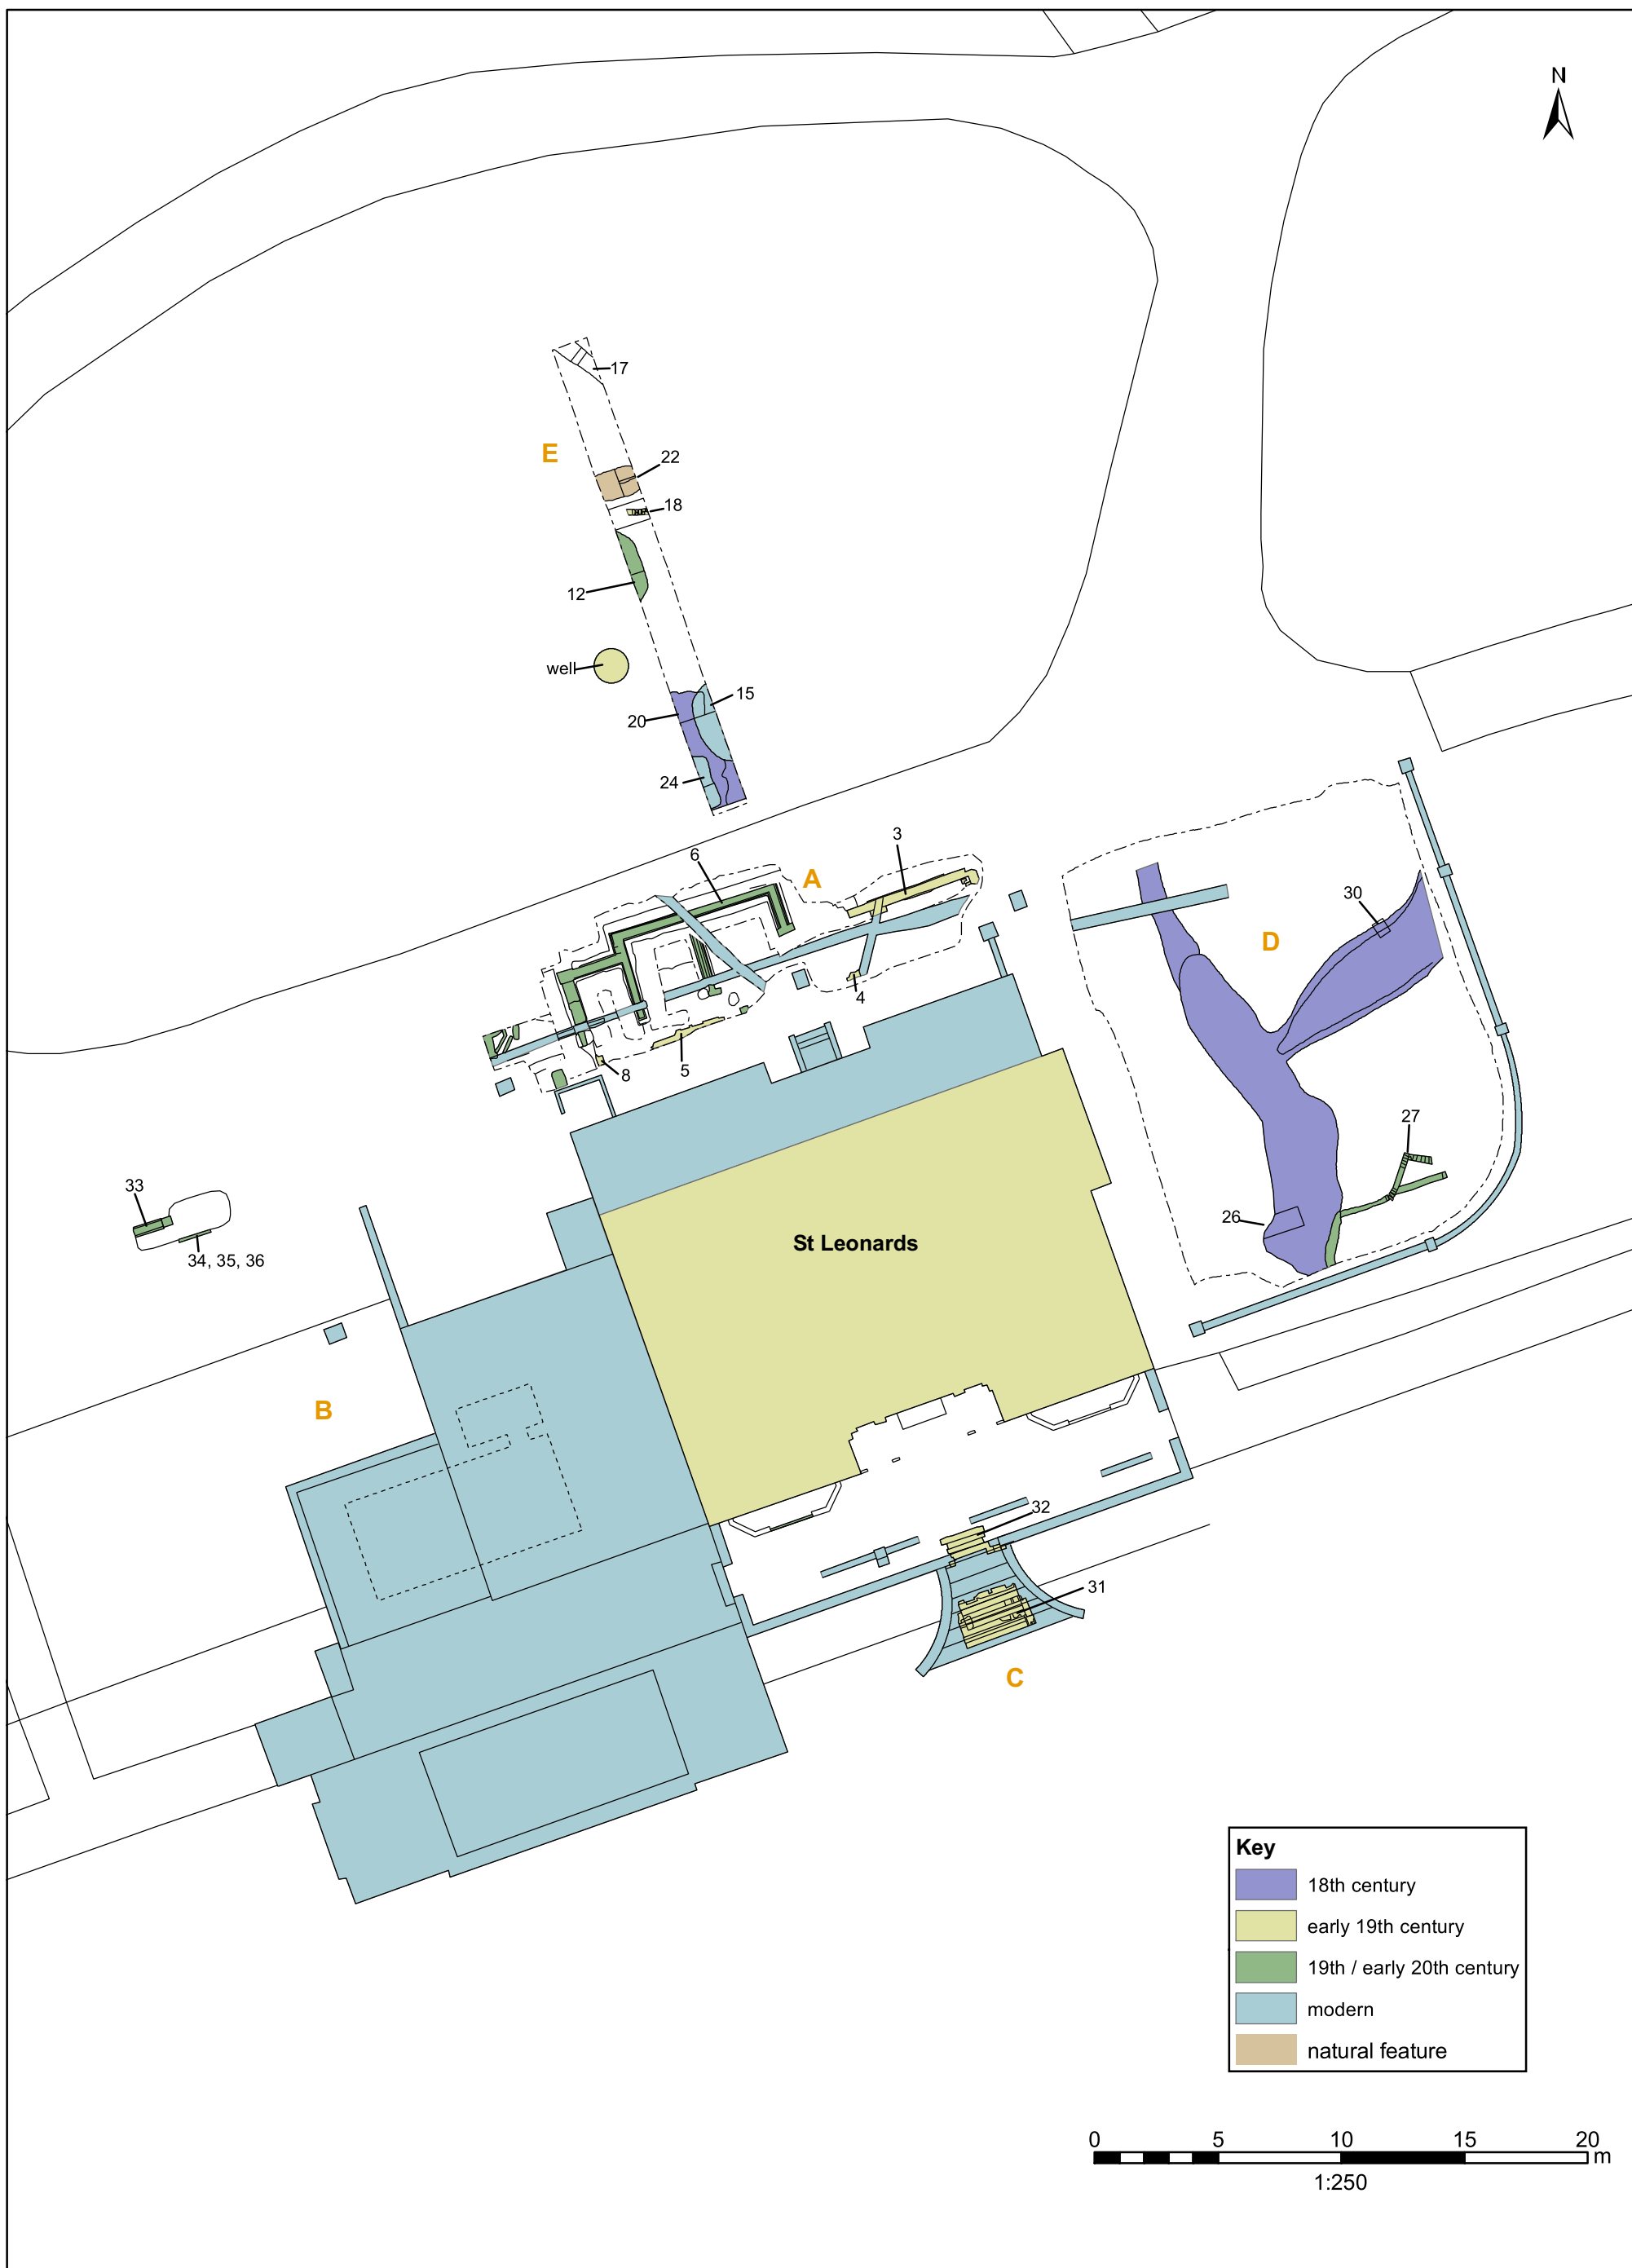 N
17
E
22
18
12
well
15
20
24
3
6
A
30
D
4
5
8
27
33
26
34, 35, 36
St Leonards
B
32
31
C
Key
18th century
early 19th century
19th / early 20th century
modern
natural feature
0 5 10 15 20
m
1:250